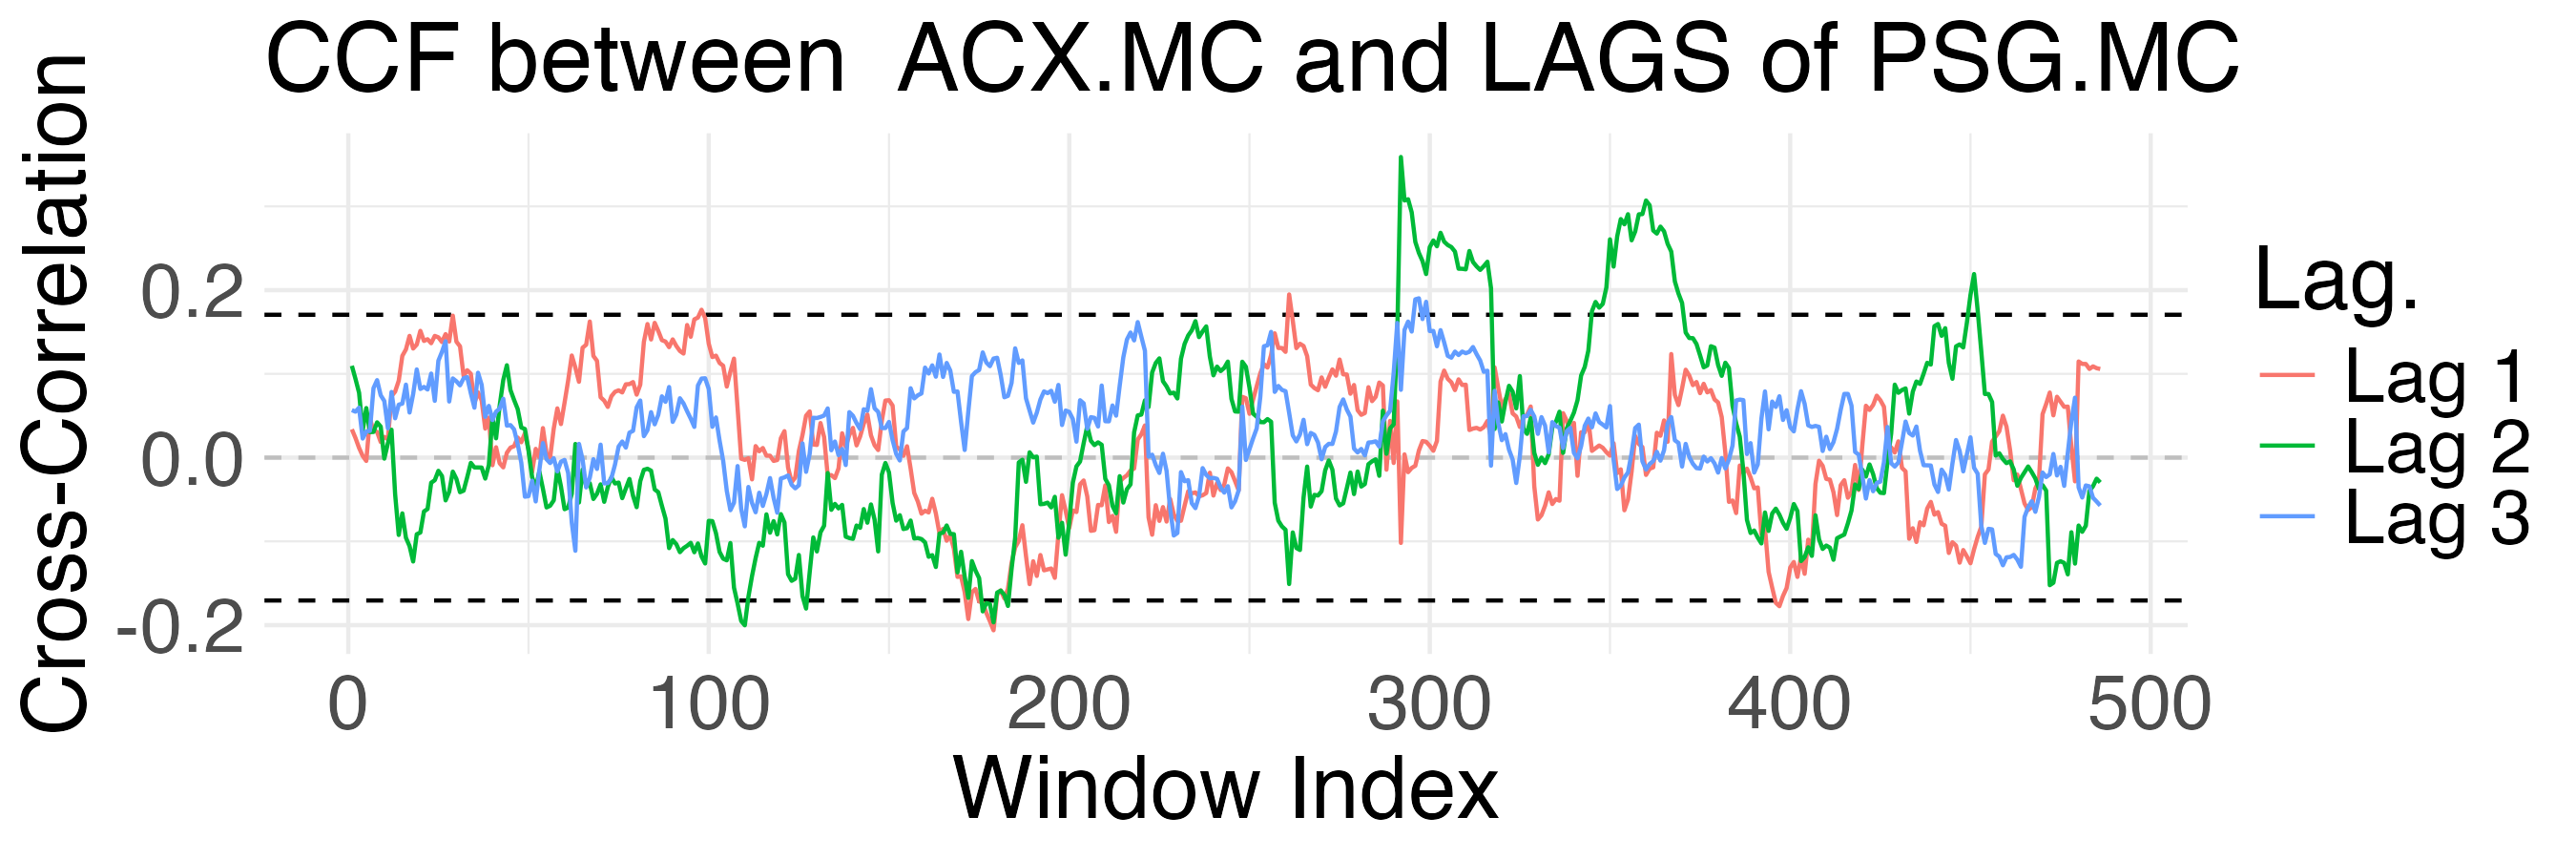 CCF between  ACX.MC and LAGS of PSG.MC
Cross-Correlation
0.2
0.0
-0.2
0 100 200 300 400 500
Window Index
Lag.
Lag 1
Lag 2
Lag 3